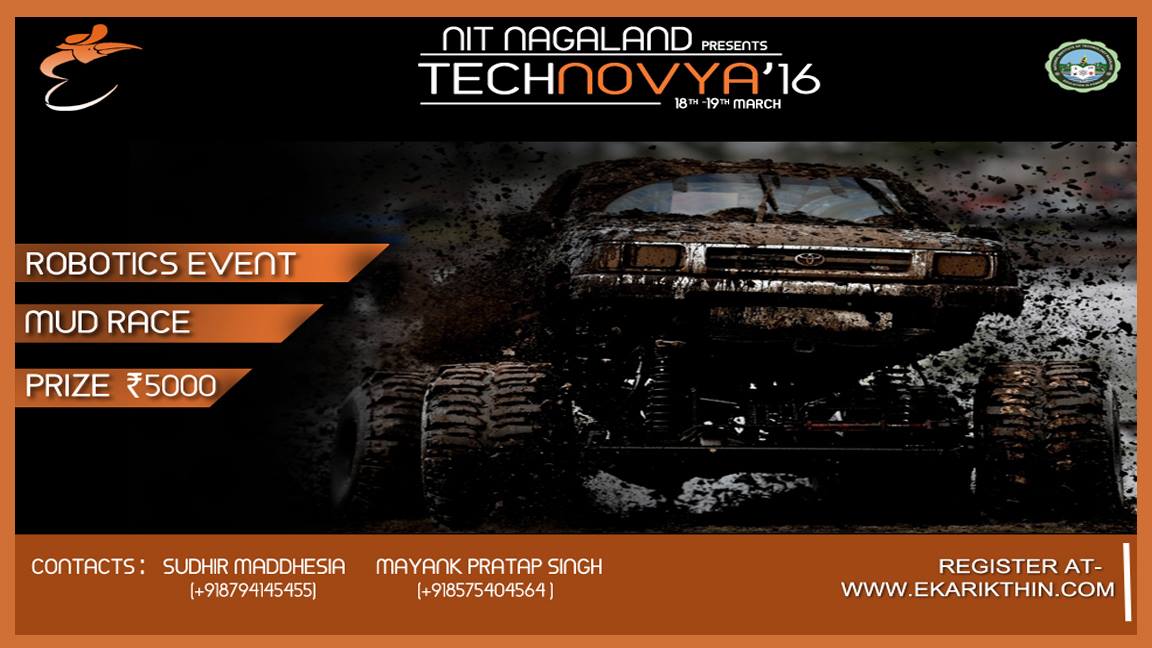 NIT NAGALAND PRESENTS
TECHNOVYA'16
18TH -19TH MARCH
ROBOTICS EVENT
MUD RACE
PRIZE ₹5000
CONTACTS: SUDHIR MADDHESIA MAYANK PRATAP SINGH
(+918794145455) (+918575404564 )
REGISTER AT-
WWW.EKARIKTHIN.COM